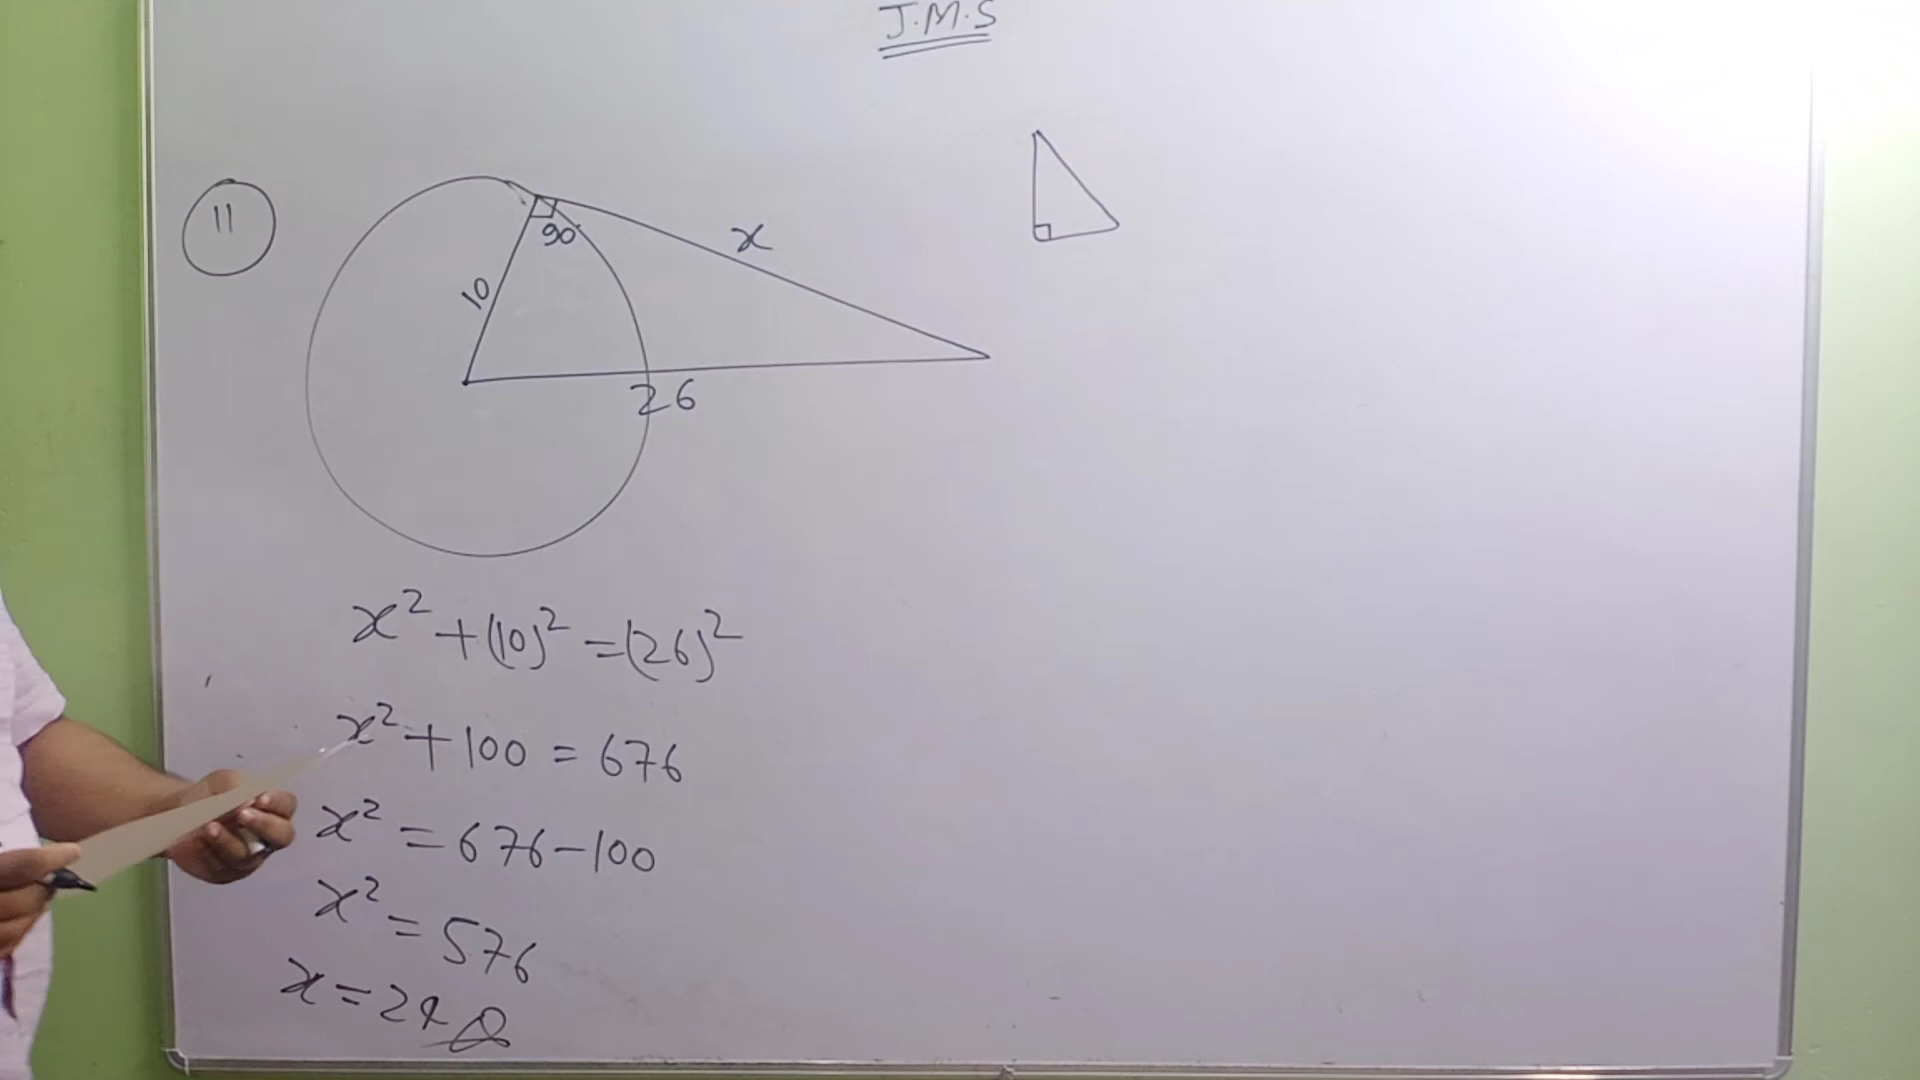 J.M.S
11
90
x
10
26
x² + (10)² = (26)²
x² + 100 = 676
x² = 676 - 100
x² = 576
x = 24